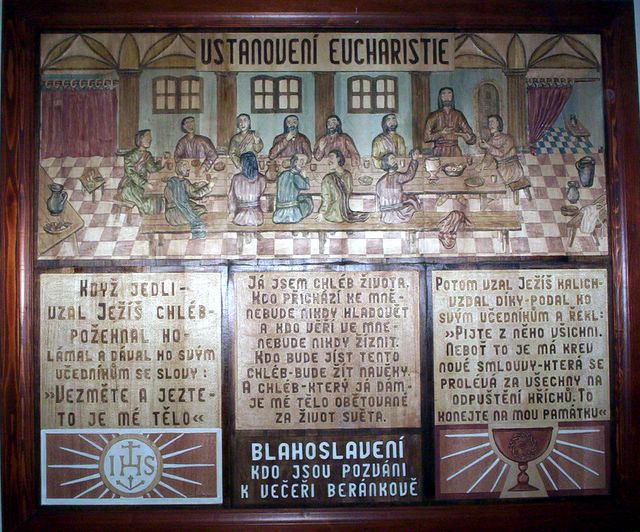 USTANOVENÍ EUCHARISTIE
KDYŽ JEDLI-
UZAL JEŽÍŠ CHLÉB-
POŽEHNAL HO-
LÁMAL A DÁVAL HO SVÝM
UČEDNÍKŮM SE SLOVY:
»VEZMĚTE A JEZTE-
TO JE MÉ TĚLO«
IHS
JÁ JSEM CHLÉB ŽIVOTA.
KDO PŘICHÁZÍ KE MNĚ-
NEBUDE NIKDY HLADOVĚT
A KDO VĚŘÍ VE MNE-
NEBUDE NIKDY ŽÍZNIT.
KDO BUDE JÍST TENTO
CHLÉB-BUDE ŽÍT NAVĚKY.
A CHLÉB-KTERÝ JÁ DÁM-
JE MÉ TĚLO OBĚTOVANÉ
ZA ŽIVOT SVĚTA.
BLAHOSLAVENÍ
KDO JSOU POZVÁNI
K VEČEŘI BERÁNKOVĚ
POTOM UZAL JEŽÍŠ KALICH-
VZDAL DÍKY-PODAL HO
SVÝM UČEDNÍKŮM A ŘEKL:
»PIJTE Z NĚHO VŠICHNI.
NEBOŤ TO JE MÁ KREV
NOVÉ SMLOUVY-KTERÁ SE
PROLÉVÁ ZA VŠECHNY NA
ODPUŠTĚNÍ HŘÍCHŮ. TO
KONEJTE NA MOU PAMÁTKU«